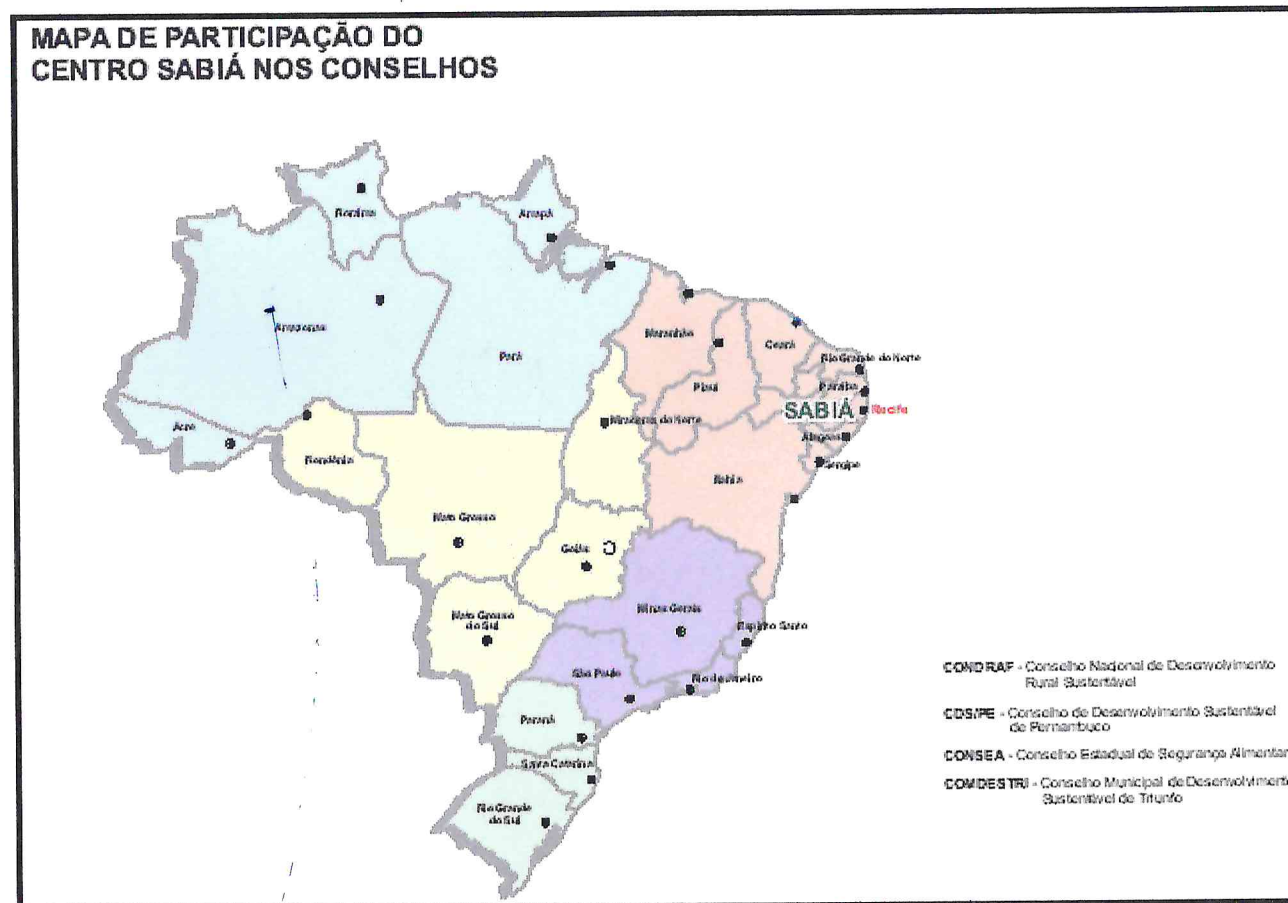 MAPA DE PARTICIPAÇÃO DO
CENTRO SABIÁ NOS CONSELHOS
Roráima
Amapá
Amazonas
Pará
Maranhão
Ceará
Rio Grande do Norte
Piauí
Paraíba
SABIÁ
Recife
Acre
Miracema do Norte
Alagoas
Sergipe
Rondônia
Bahia
Mato Grosso
Goiás
Minas Gerais
Mato Grosso
do Sul
Espírito Santo
São Paulo
Rio de Janeiro
Paraná
Santa Catarina
Rio Grande
do Sul
CONDRAF - Conselho Nacional de Desenvolvimento
Rural Sustentável
CDS/PE - Conselho de Desenvolvimento Sustentável
de Pernambuco
CONSEA - Conselho Estadual de Segurança Alimentar
COMDESTRI - Conselho Municipal de Desenvolvimento
Sustentável de Triunfo